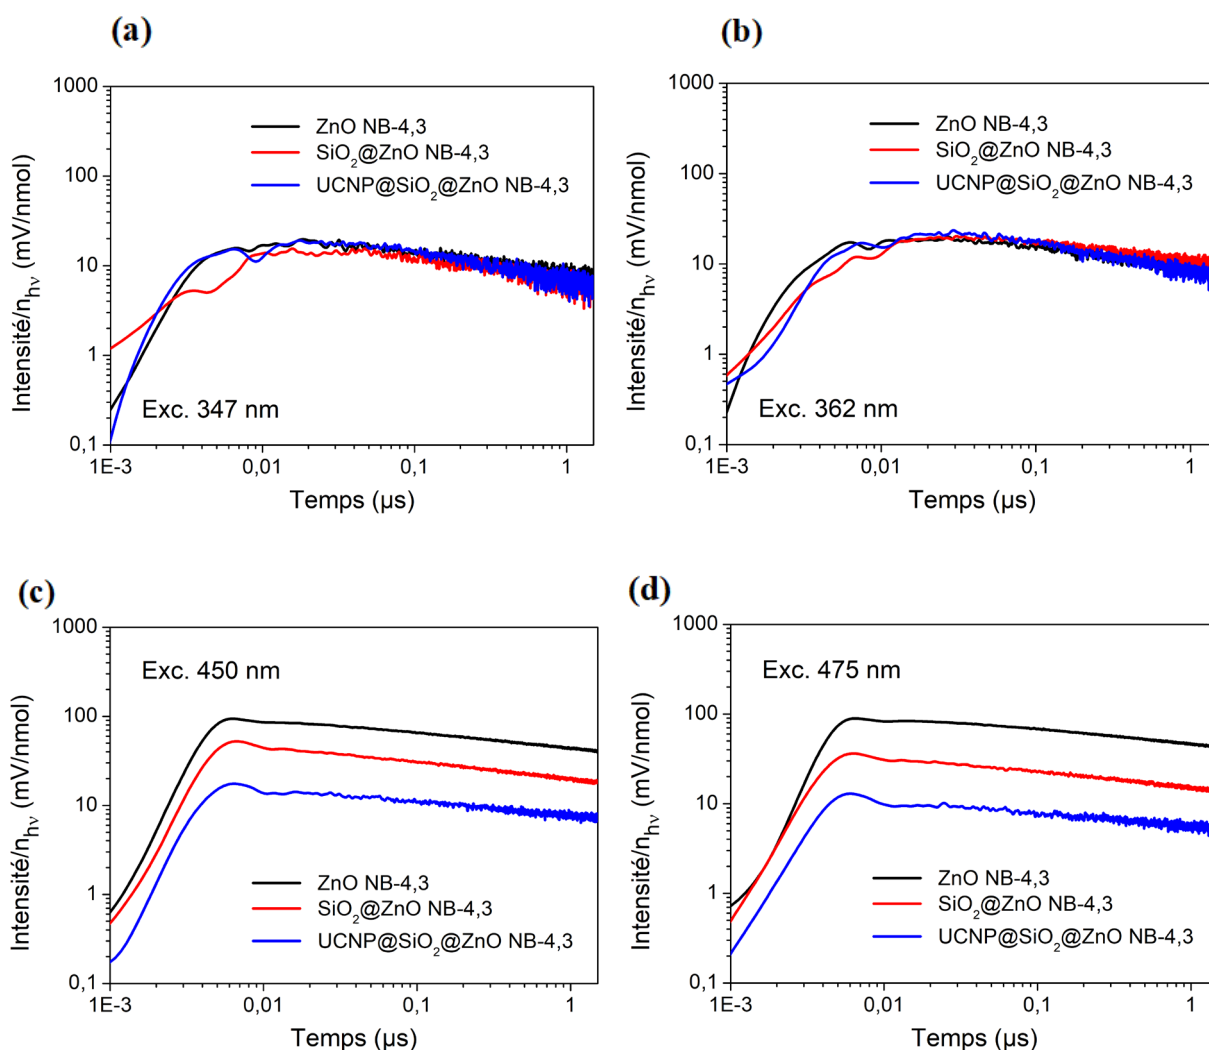 (a)
1000
100
10
1
0,1
Intensité/n_hν (mV/nmol)
ZnO NB-4,3
SiO₂@ZnO NB-4,3
UCNP@SiO₂@ZnO NB-4,3
Exc. 347 nm
1E-3 0,01 0,1 1
Temps (µs)
(b)
1000
100
10
1
0,1
Intensité/n_hν (mV/nmol)
ZnO NB-4,3
SiO₂@ZnO NB-4,3
UCNP@SiO₂@ZnO NB-4,3
Exc. 362 nm
1E-3 0,01 0,1 1
Temps (µs)
(c)
1000
100
10
1
0,1
Intensité/n_hν (mV/nmol)
Exc. 450 nm
ZnO NB-4,3
SiO₂@ZnO NB-4,3
UCNP@SiO₂@ZnO NB-4,3
1E-3 0,01 0,1 1
Temps (µs)
(d)
1000
100
10
1
0,1
Intensité/n_hν (mV/nmol)
Exc. 475 nm
ZnO NB-4,3
SiO₂@ZnO NB-4,3
UCNP@SiO₂@ZnO NB-4,3
1E-3 0,01 0,1 1
Temps (µs)